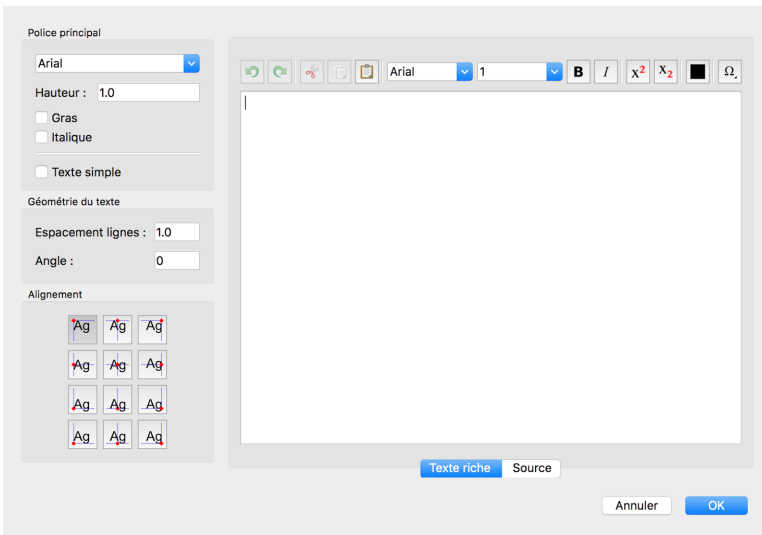 Police principal
Arial
Hauteur : 1.0
Gras
Italique
Texte simple
Géométrie du texte
Espacement lignes : 1.0
Angle : 0
Alignement
Ag Ag Ag
Ag Ag Ag
Ag Ag Ag
Ag Ag Ag
Arial 1 B I X2 X2 Ω
Texte riche Source
Annuler OK